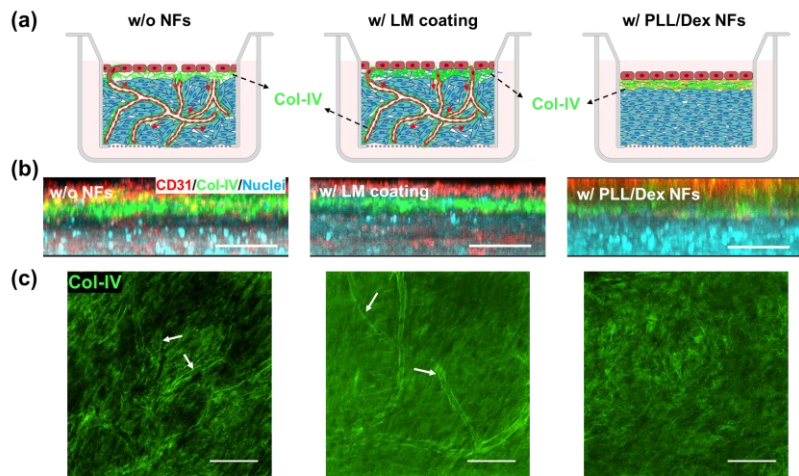 (a)
w/o NFs
w/ LM coating
w/ PLL/Dex NFs
Col-IV
Col-IV
(b)
w/o NFs
CD31/Col-IV/Nuclei
w/ LM coating
w/ PLL/Dex NFs
(c)
Col-IV